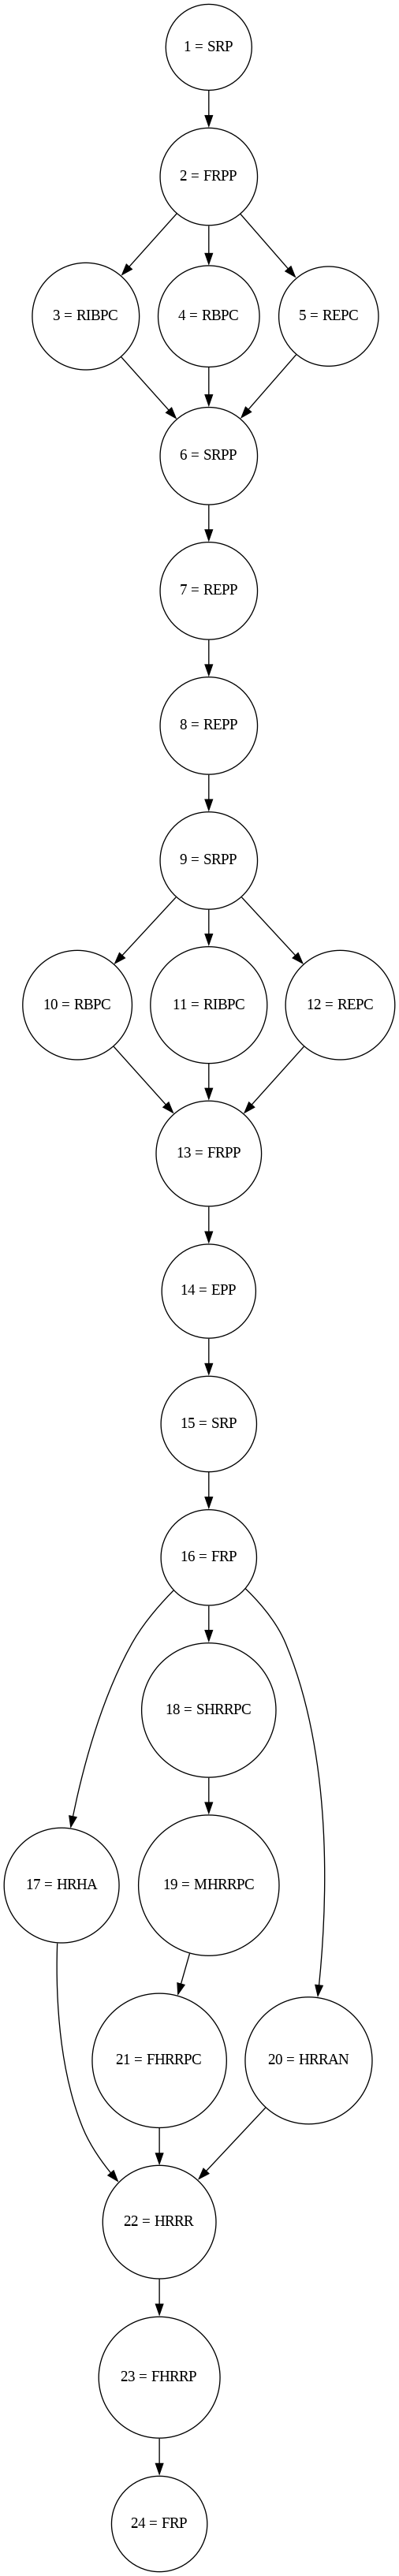 1 = SRP
2 = FRPP
3 = RIBPC
4 = RBPC
5 = REPC
6 = SRPP
7 = REPP
8 = REPP
9 = SRPP
10 = RBPC
11 = RIBPC
12 = REPC
13 = FRPP
14 = EPP
15 = SRP
16 = FRP
18 = SHRRPC
17 = HRHA
19 = MHRRPC
21 = FHRRPC
20 = HRRAN
22 = HRRR
23 = FHRRP
24 = FRP